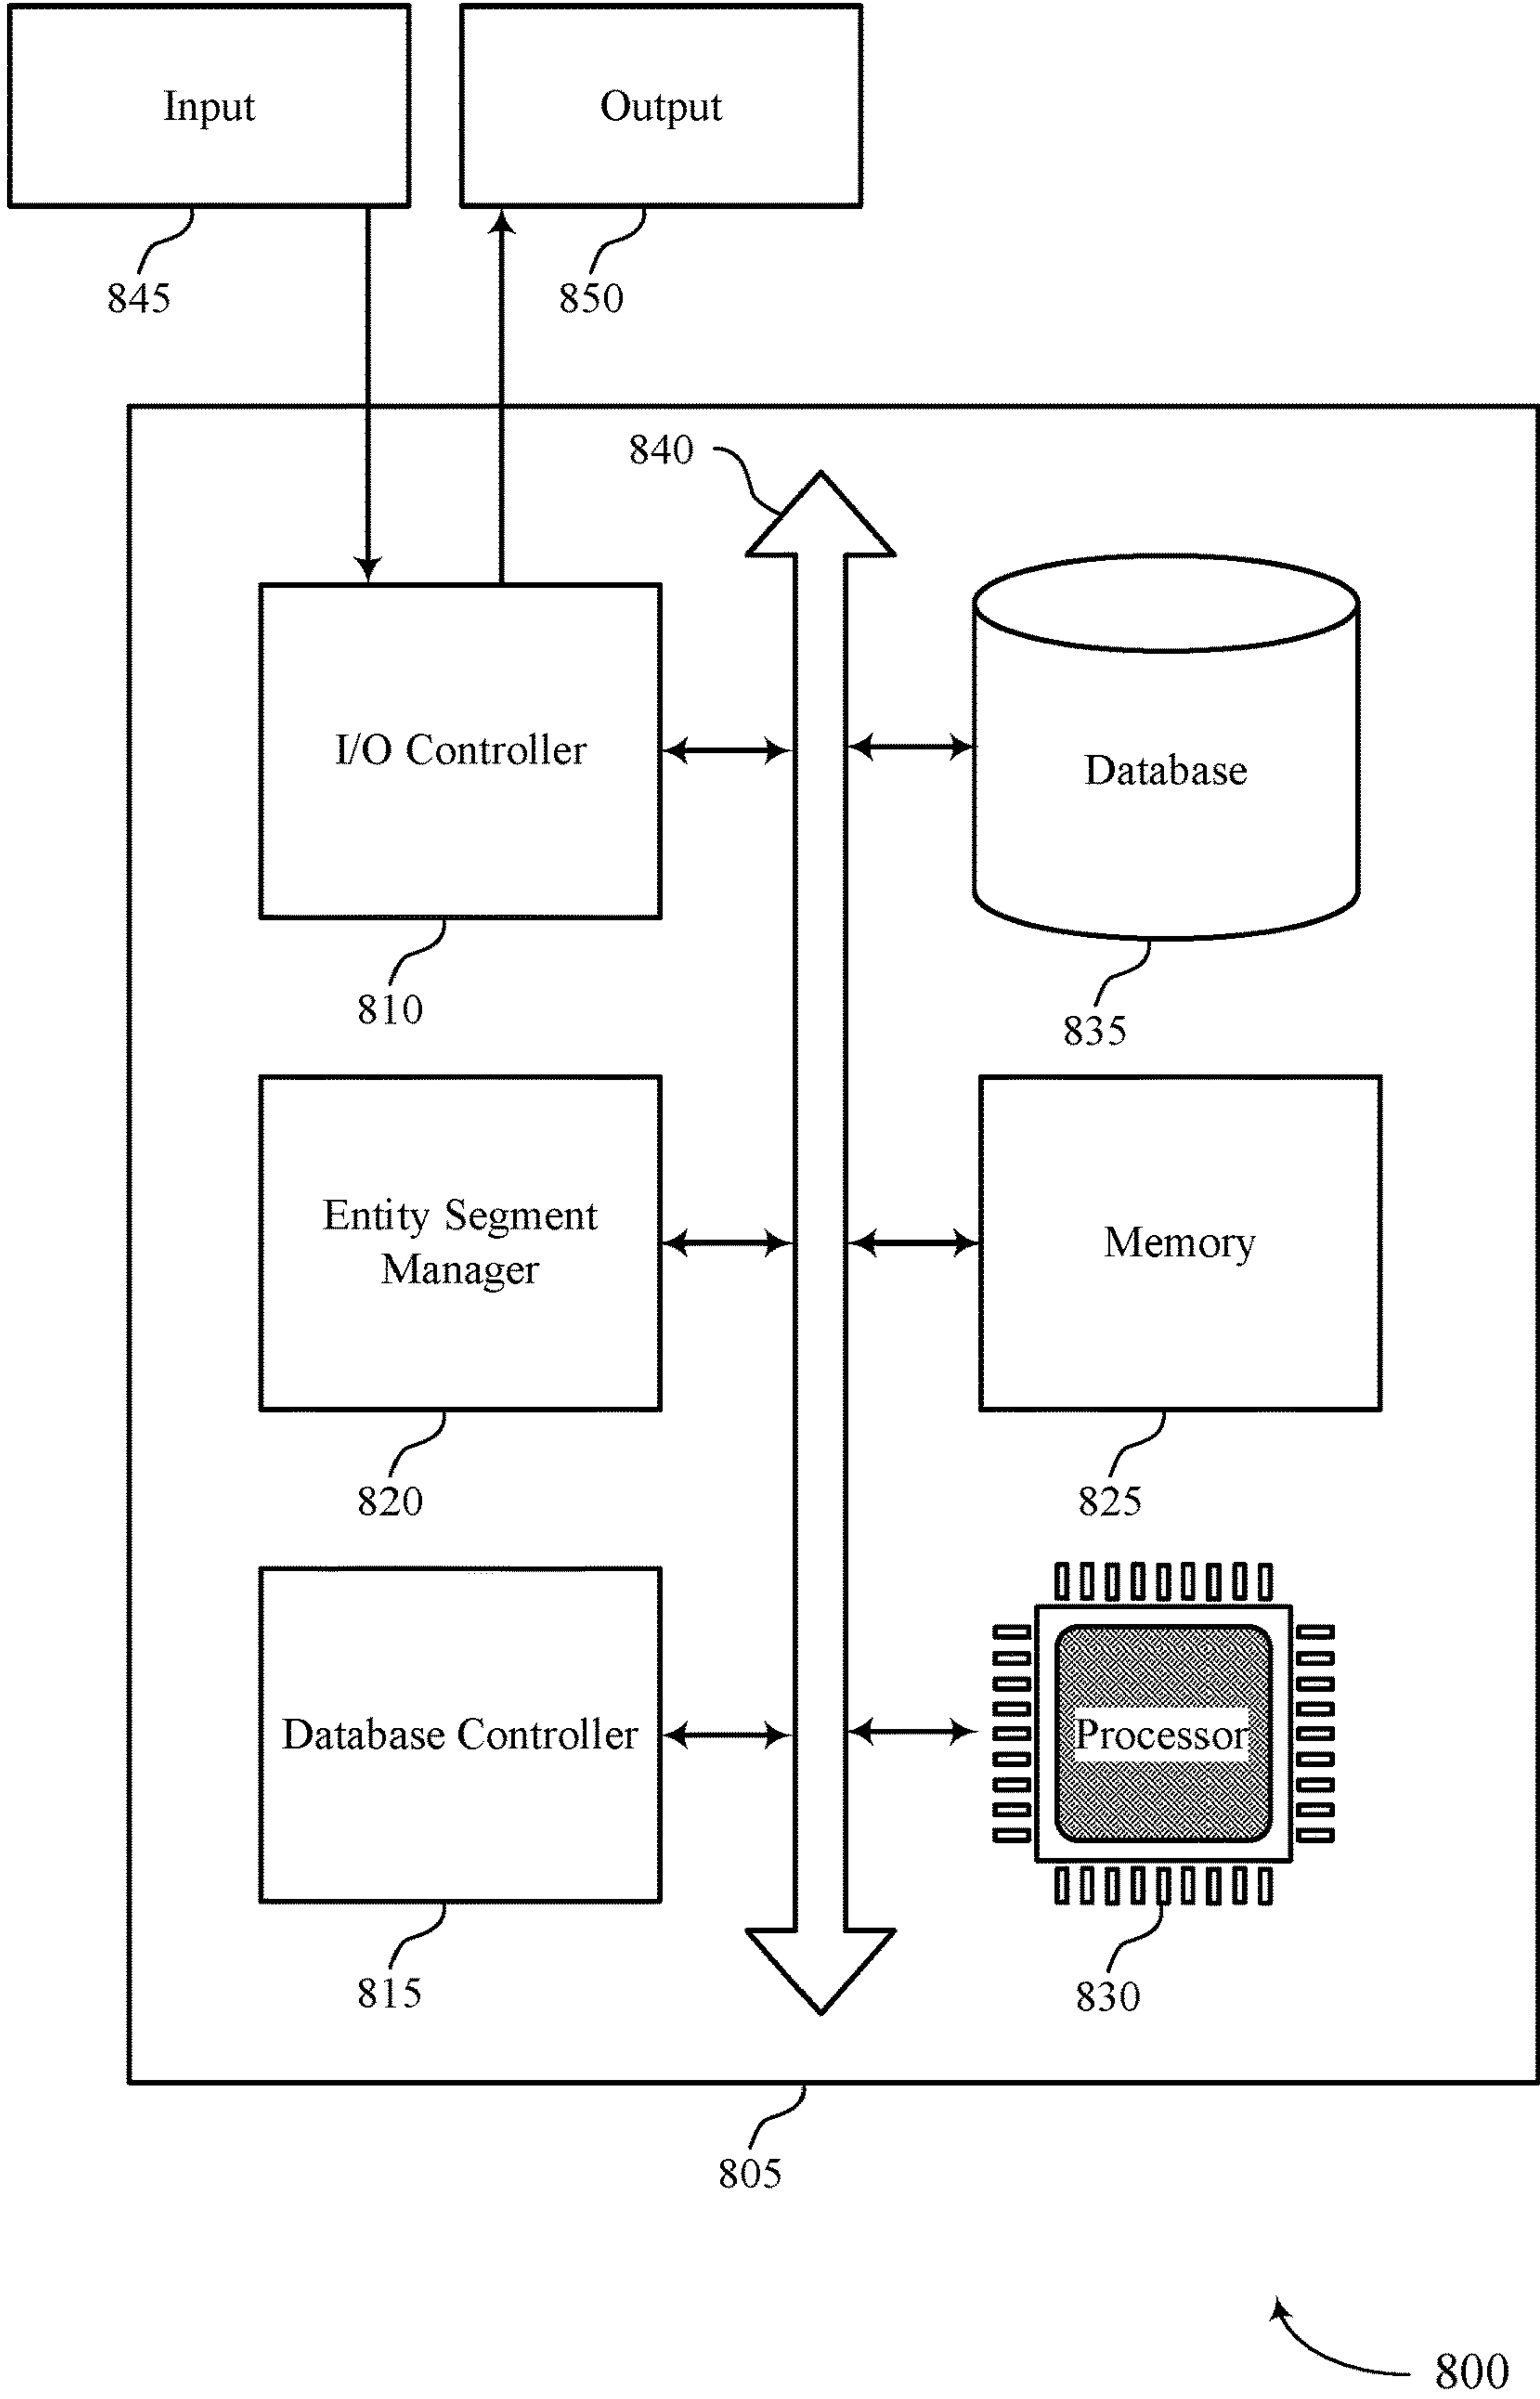 Input
Output
845
850
840
I/O Controller
Database
810
835
Entity Segment
Manager
Memory
820
825
Database Controller
Processor
815
830
805
800